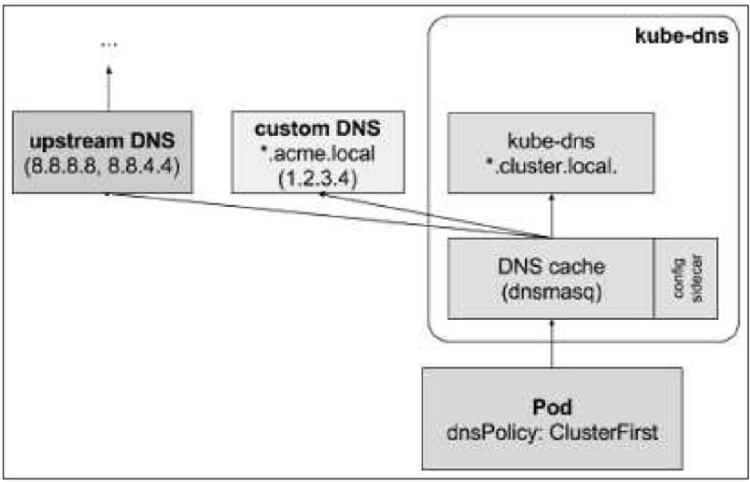 kube-dns
...
upstream DNS
(8.8.8.8, 8.8.4.4)
custom DNS
*.acme.local
(1.2.3.4)
kube-dns
*.cluster.local.
DNS cache
(dnsmasq)
config
sidecar
Pod
dnsPolicy: ClusterFirst